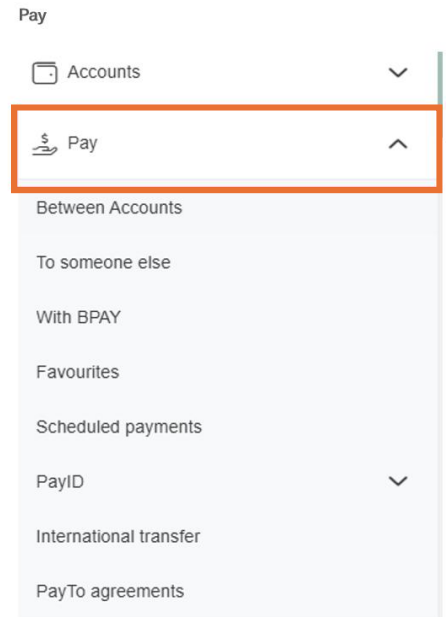 Pay
Accounts
Pay
Between Accounts
To someone else
With BPAY
Favourites
Scheduled payments
PayID
International transfer
PayTo agreements